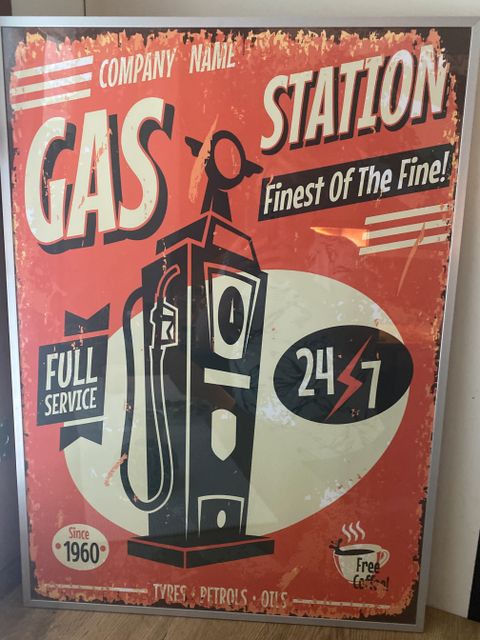 COMPANY NAME
GAS
STATION
Finest Of The Fine!
FULL
SERVICE
24 7
Since
1960
Free
Coffee!
TYRES • PETROLS • OILS